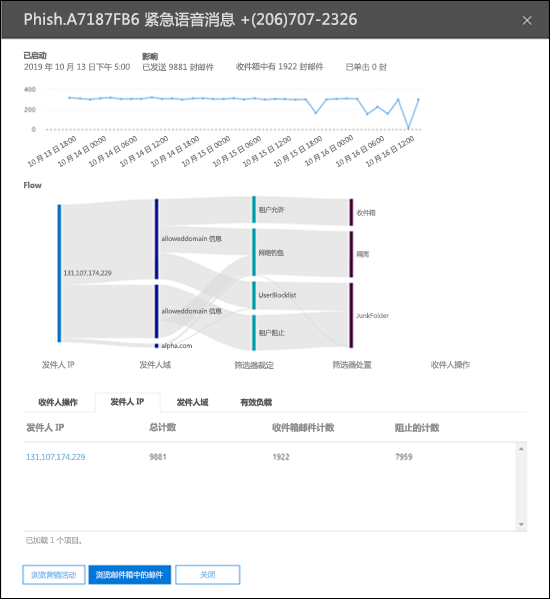 Phish.A7187FB6 紧急语音消息 +(206)707-2326
已启动
2019 年 10 月 13 日下午 5:00
影响
已发送 9881 封邮件
收件箱中有 1922 封邮件
已单击 0 封
400
200
0
10 月 13 日 18:00
10 月 14 日 00:00
10 月 14 日 06:00
10 月 14 日 12:00
10 月 14 日 18:00
10 月 15 日 00:00
10 月 15 日 06:00
10 月 15 日 12:00
10 月 15 日 18:00
10 月 16 日 00:00
10 月 16 日 06:00
10 月 16 日 12:00
Flow
131.107.174.229
alloweddomain 信息
alloweddomain 信息
alpha.com
租户允许
网络钓鱼
UserBlocklist
租户阻止
收件箱
隔离
JunkFolder
发件人 IP
发件人域
筛选器裁定
筛选器处置
收件人操作
收件人操作
发件人 IP
发件人域
有效负载
发件人 IP
总计数
收件箱邮件计数
阻止的计数
131.107.174.229
9881
1922
7959
已加载 1 个项目。
浏览营销活动
浏览邮件箱中的邮件
关闭